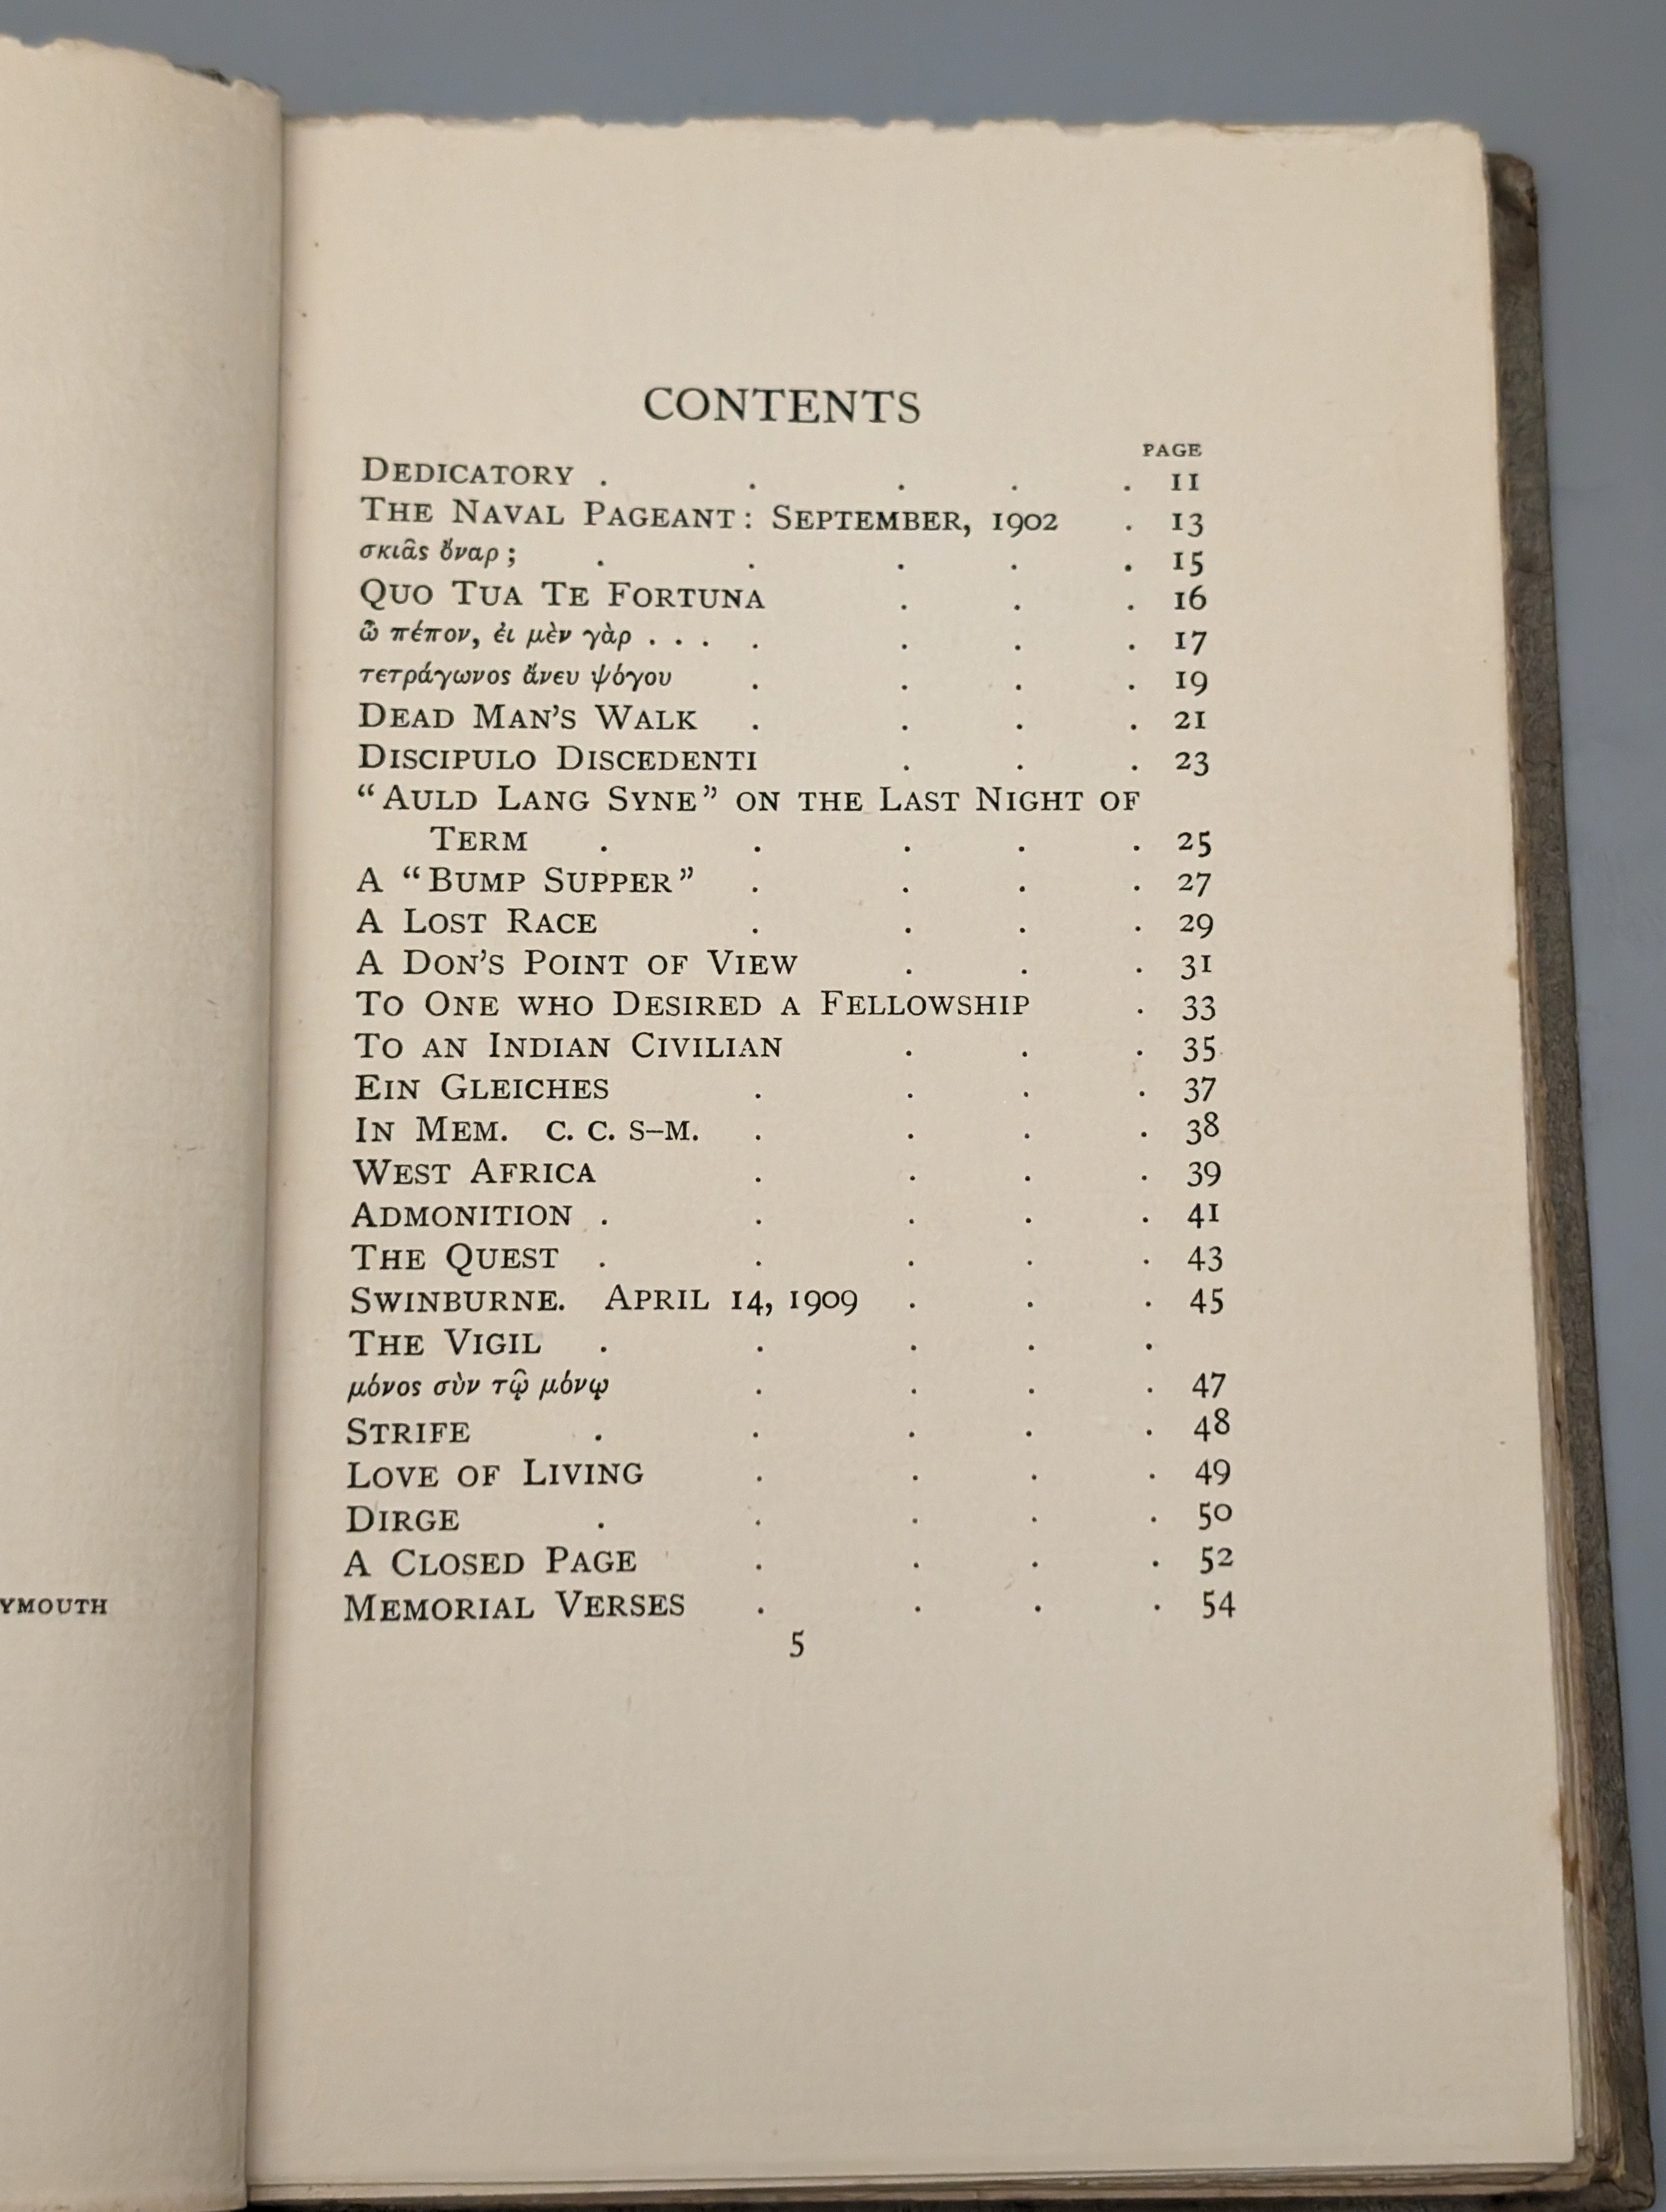 YMOUTH
CONTENTS
PAGE
DEDICATORY . . . . . 11
THE NAVAL PAGEANT: SEPTEMBER, 1902 . 13
σκιᾶς ὄναρ; . . . . . 15
QUO TUA TE FORTUNA . . . 16
ὦ πέπον, ἐι μὲν γὰρ . . . . . . . 17
τετράγωνος ἄνευ ψόγου . . . . 19
DEAD MAN'S WALK . . . . 21
DISCIPULO DISCEDENTI . . . 23
"AULD LANG SYNE" ON THE LAST NIGHT OF
TERM . . . . . 25
A "BUMP SUPPER" . . . . 27
A LOST RACE . . . . 29
A DON'S POINT OF VIEW . . . 31
TO ONE WHO DESIRED A FELLOWSHIP . 33
TO AN INDIAN CIVILIAN . . . 35
EIN GLEICHES . . . . 37
IN MEM. C. C. S–M. . . . . 38
WEST AFRICA . . . . 39
ADMONITION . . . . . 41
THE QUEST . . . . . 43
SWINBURNE. APRIL 14, 1909 . . . 45
THE VIGIL . . . . .
μόνος σὺν τῷ μόνῳ . . . . 47
STRIFE . . . . . 48
LOVE OF LIVING . . . . 49
DIRGE . . . . . 50
A CLOSED PAGE . . . . 52
MEMORIAL VERSES . . . . 54
5